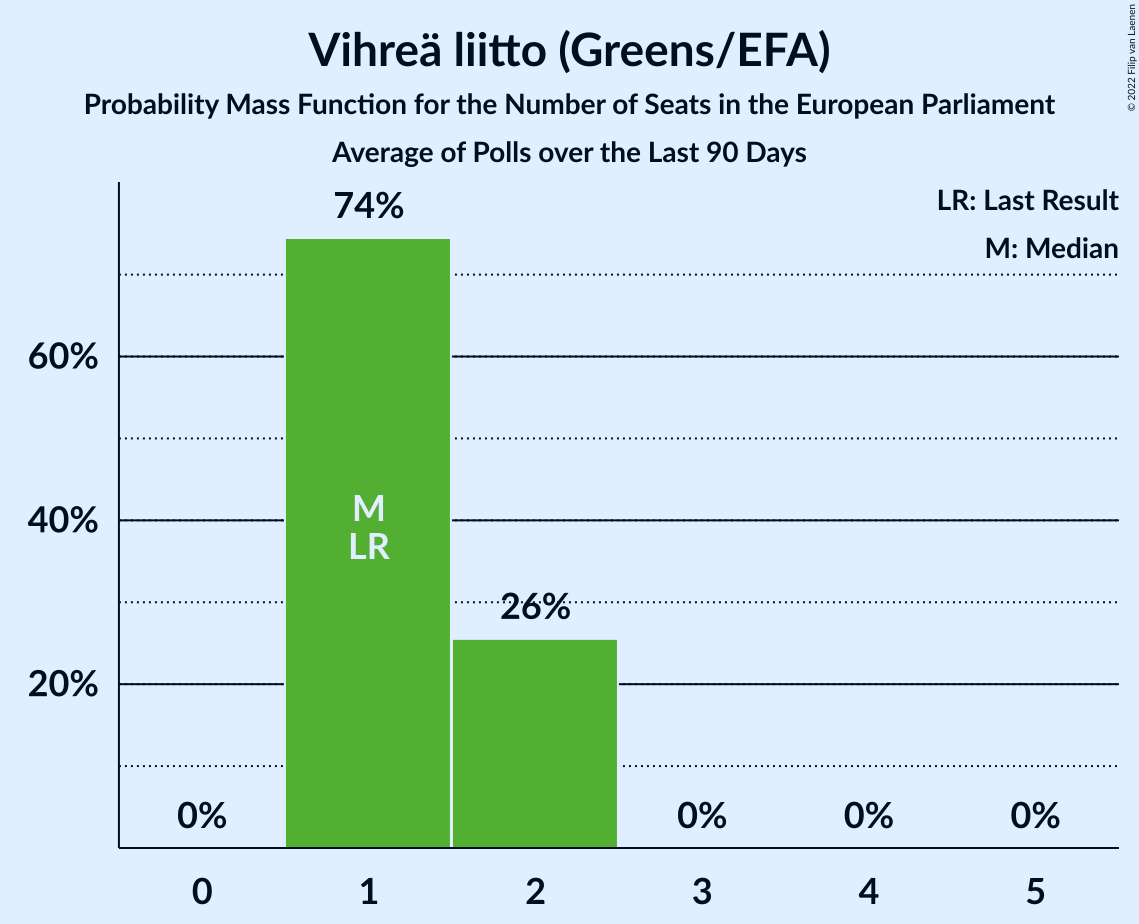 Vihreä liitto (Greens/EFA)
Probability Mass Function for the Number of Seats in the European Parliament
Average of Polls over the Last 90 Days
© 2022 Filip van Laenen
LR: Last Result
M: Median
74%
60%
M
40%
LR
26%
20%
0%
0%
0%
0%
0
1
2
3
4
5